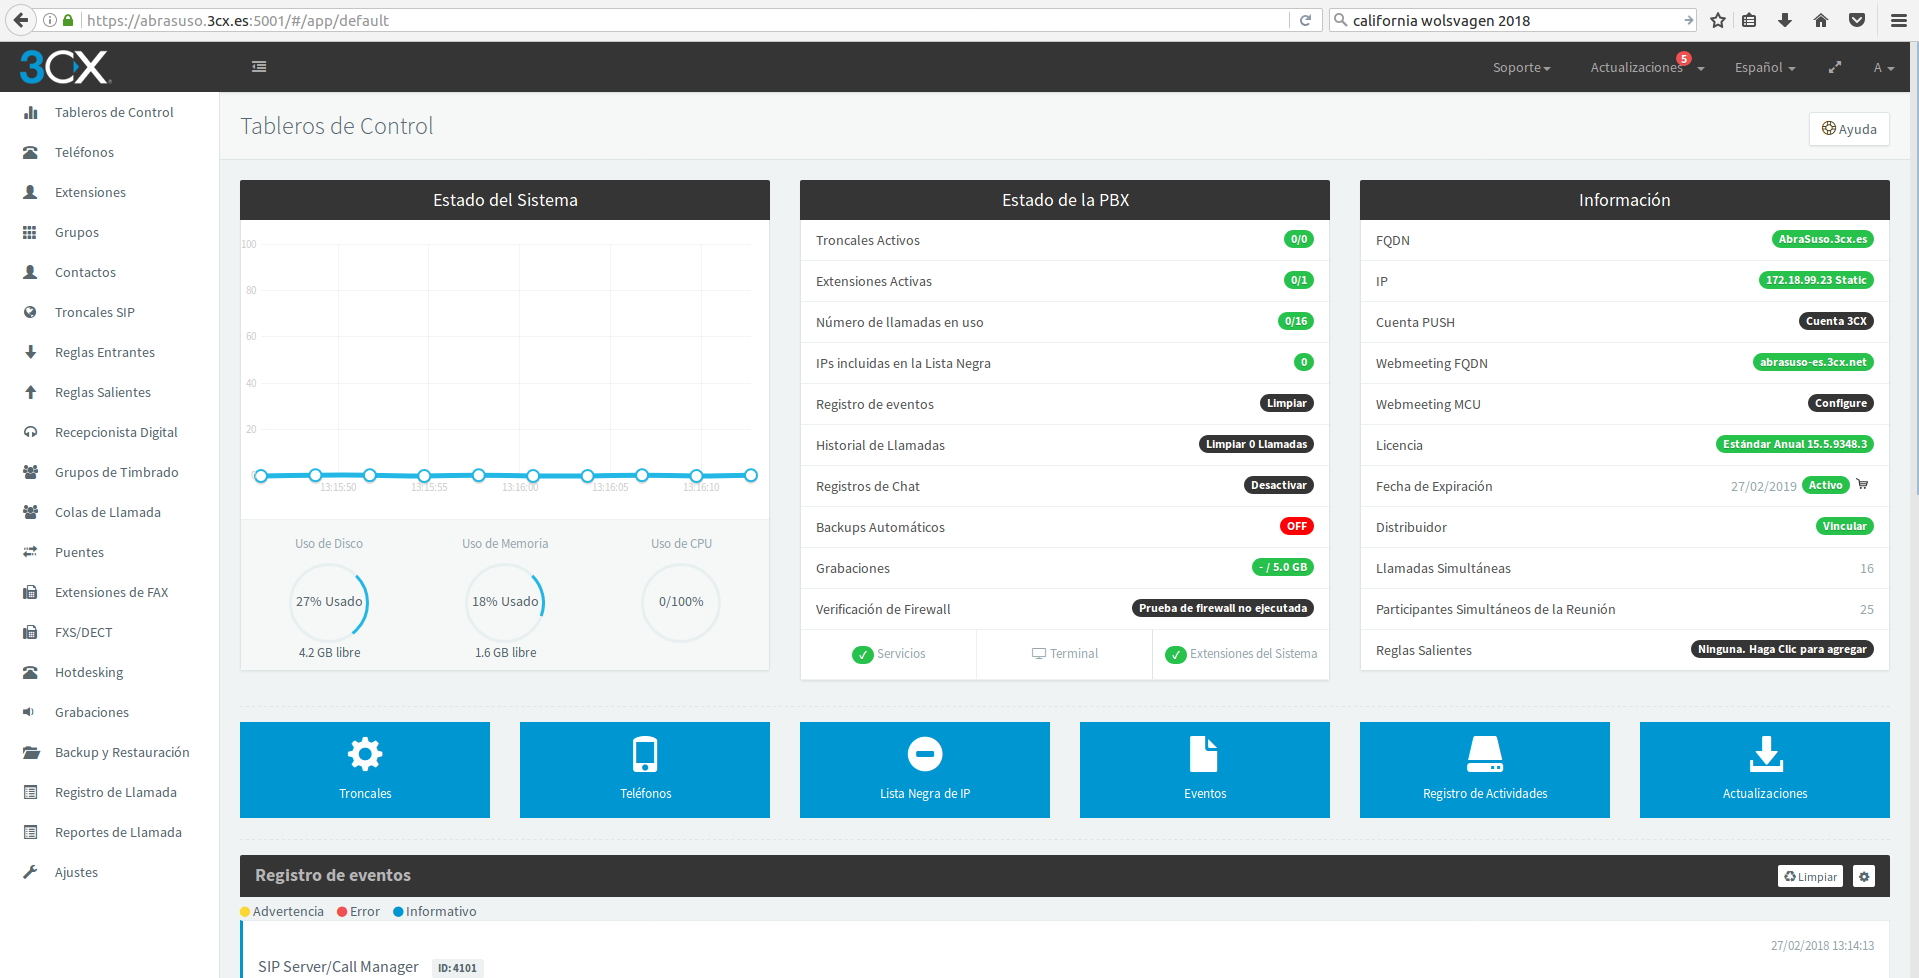 https://abrasuso.3cx.es:5001/#/app/default
california wolsvagen 2018
3CX
Soporte
Actualizaciones
5
Español
A
Tableros de Control
Teléfonos
Extensiones
Grupos
Contactos
Troncales SIP
Reglas Entrantes
Reglas Salientes
Recepcionista Digital
Grupos de Timbrado
Colas de Llamada
Puentes
Extensiones de FAX
FXS/DECT
Hotdesking
Grabaciones
Backup y Restauración
Registro de Llamada
Reportes de Llamada
Ajustes
Tableros de Control
Ayuda
Estado del Sistema
100
80
60
40
20
0
13:15:50 13:15:55 13:16:00 13:16:05 13:16:10
Uso de Disco Uso de Memoria Uso de CPU
27% Usado 18% Usado 0/100%
4.2 GB libre 1.6 GB libre
Estado de la PBX
Troncales Activos 0/0
Extensiones Activas 0/1
Número de llamadas en uso 0/16
IPs incluidas en la Lista Negra 0
Registro de eventos Limpiar
Historial de Llamadas Limpiar 0 Llamadas
Registros de Chat Desactivar
Backups Automáticos OFF
Grabaciones - / 5.0 GB
Verificación de Firewall Prueba de firewall no ejecutada
Servicios Terminal Extensiones del Sistema
Información
FQDN AbraSuso.3cx.es
IP 172.18.99.23 Static
Cuenta PUSH Cuenta 3CX
Webmeeting FQDN abrasuso-es.3cx.net
Webmeeting MCU Configure
Licencia Estándar Anual 15.5.9348.3
Fecha de Expiración 27/02/2019 Activo
Distribuidor Vincular
Llamadas Simultáneas 16
Participantes Simultáneos de la Reunión 25
Reglas Salientes Ninguna. Haga Clic para agregar
Troncales
Teléfonos
Lista Negra de IP
Eventos
Registro de Actividades
Actualizaciones
Registro de eventos
Limpiar
Advertencia Error Informativo
27/02/2018 13:14:13
SIP Server/Call Manager ID: 4101